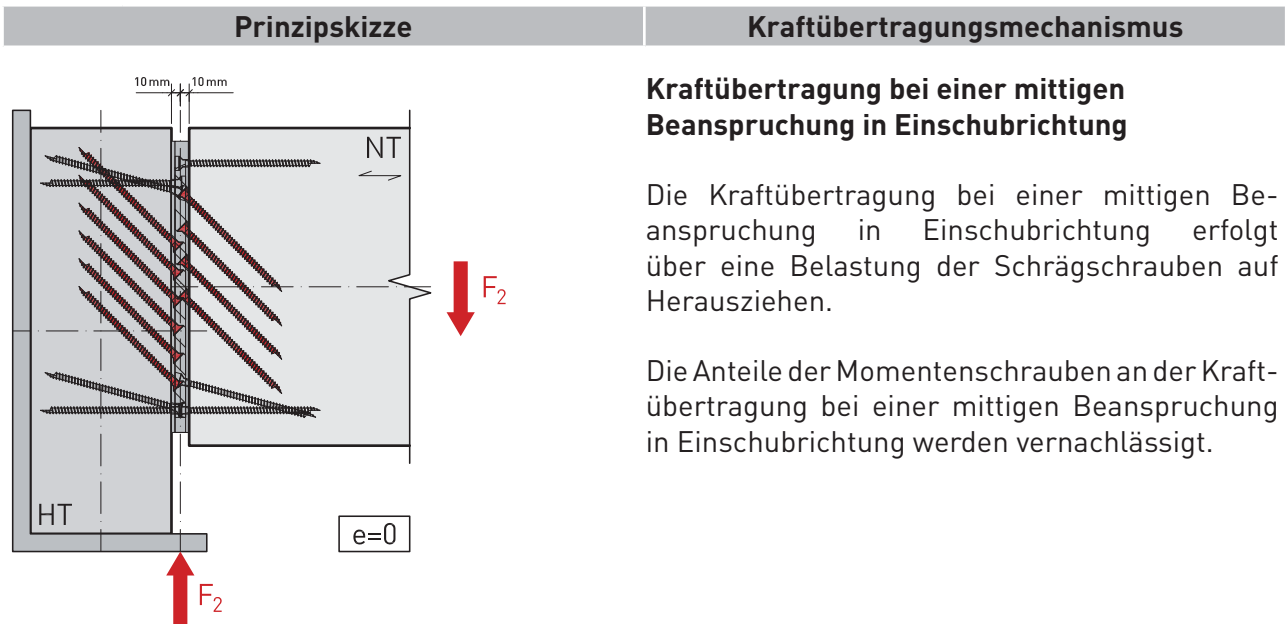 Prinzipskizze
Kraftübertragungsmechanismus
10 mm 10 mm
NT
F2
HT
e=0
F2
Kraftübertragung bei einer mittigen
Beanspruchung in Einschubrichtung
Die Kraftübertragung bei einer mittigen Be-
anspruchung in Einschubrichtung erfolgt
über eine Belastung der Schrägschrauben auf
Herausziehen.
Die Anteile der Momentenschrauben an der Kraft-
übertragung bei einer mittigen Beanspruchung
in Einschubrichtung werden vernachlässigt.